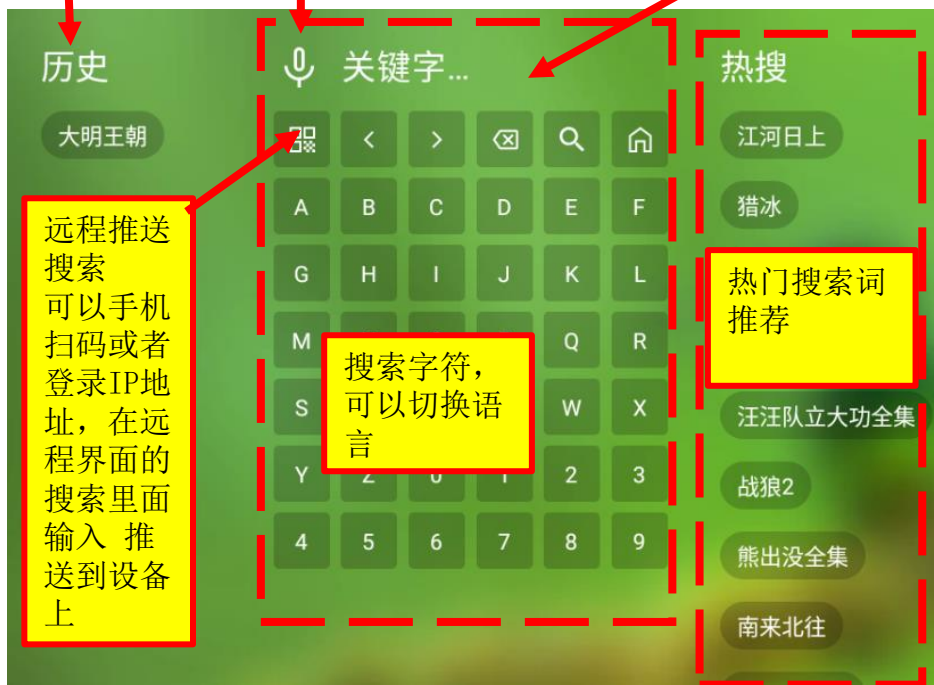 历史
大明王朝
远程推送
搜索
可以手机
扫码或者
登录IP地
址，在远
程界面的
搜索里面
输入 推
送到设备
上
关键字...
< >
A B C D E F
G H I J K L
M Q R
S W X
Y Z 0 1 2 3
4 5 6 7 8 9
搜索字符，
可以切换语
言
热搜
江河日上
猎冰
热门搜索词
推荐
汪汪队立大功全集
战狼2
熊出没全集
南来北往